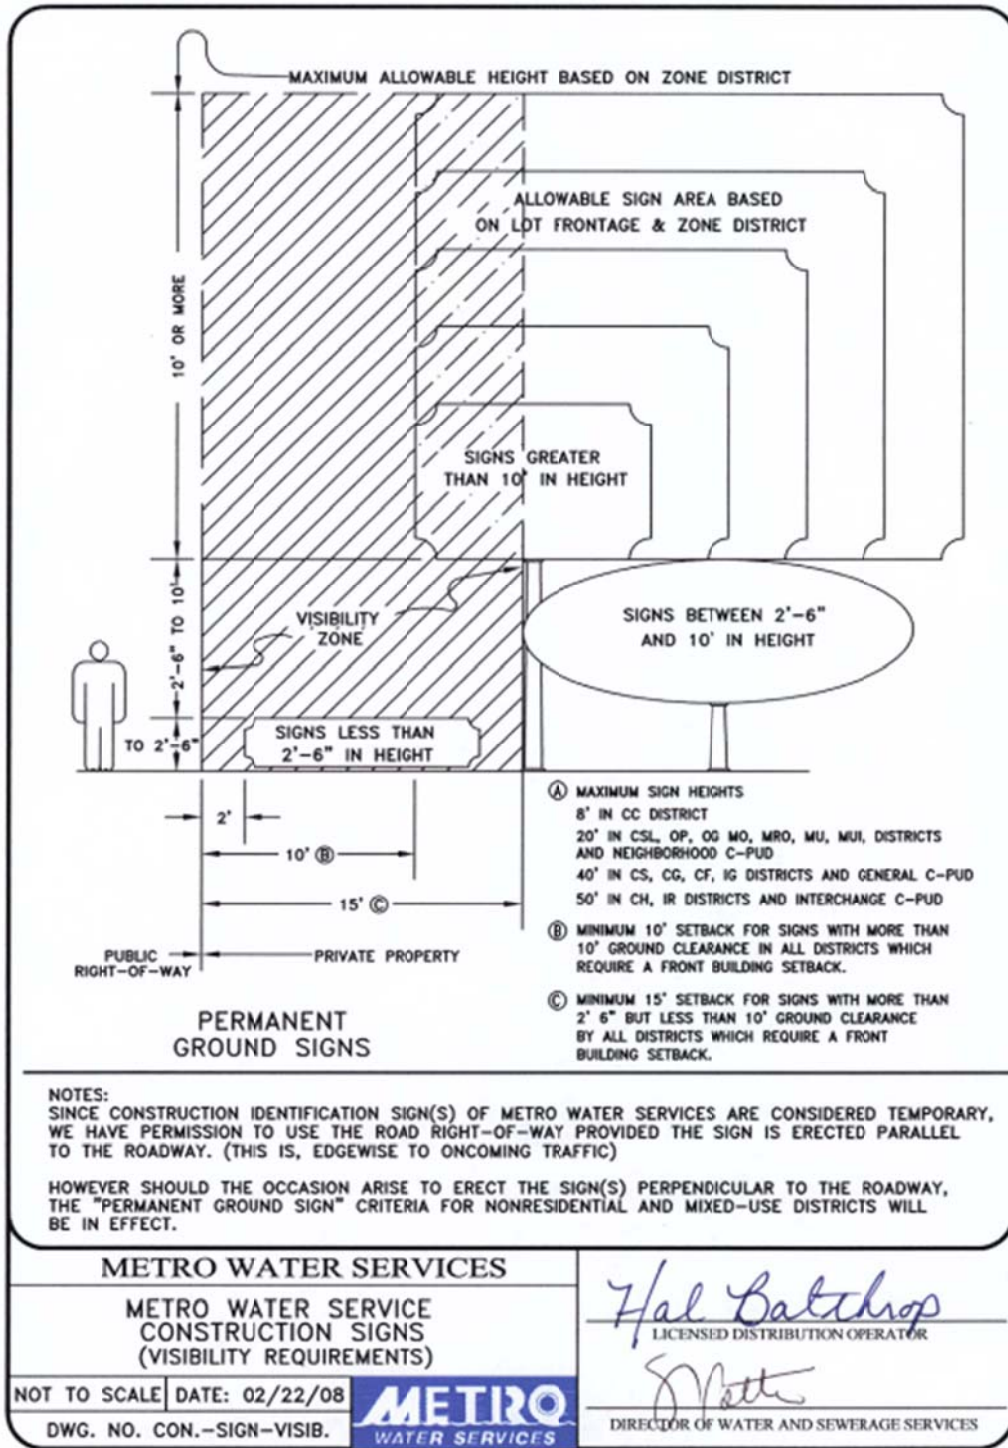 MAXIMUM ALLOWABLE HEIGHT BASED ON ZONE DISTRICT
ALLOWABLE SIGN AREA BASED
ON LOT FRONTAGE & ZONE DISTRICT
10' OR MORE
SIGNS GREATER
THAN 10' IN HEIGHT
2'-6" TO 10'
VISIBILITY
ZONE
SIGNS BETWEEN 2'-6"
AND 10' IN HEIGHT
TO 2'-6"
SIGNS LESS THAN
2'-6" IN HEIGHT
2'
10' Ⓑ
15' Ⓒ
PUBLIC
RIGHT-OF-WAY
PRIVATE PROPERTY
PERMANENT
GROUND SIGNS
Ⓐ MAXIMUM SIGN HEIGHTS
8' IN CC DISTRICT
20' IN CSL, OP, OG MO, MRO, MU, MUI, DISTRICTS
AND NEIGHBORHOOD C-PUD
40' IN CS, CG, CF, IG DISTRICTS AND GENERAL C-PUD
50' IN CH, IR DISTRICTS AND INTERCHANGE C-PUD
Ⓑ MINIMUM 10' SETBACK FOR SIGNS WITH MORE THAN
10' GROUND CLEARANCE IN ALL DISTRICTS WHICH
REQUIRE A FRONT BUILDING SETBACK.
Ⓒ MINIMUM 15' SETBACK FOR SIGNS WITH MORE THAN
2' 6" BUT LESS THAN 10' GROUND CLEARANCE
BY ALL DISTRICTS WHICH REQUIRE A FRONT
BUILDING SETBACK.
NOTES:
SINCE CONSTRUCTION IDENTIFICATION SIGN(S) OF METRO WATER SERVICES ARE CONSIDERED TEMPORARY,
WE HAVE PERMISSION TO USE THE ROAD RIGHT-OF-WAY PROVIDED THE SIGN IS ERECTED PARALLEL
TO THE ROADWAY. (THIS IS, EDGEWISE TO ONCOMING TRAFFIC)
HOWEVER SHOULD THE OCCASION ARISE TO ERECT THE SIGN(S) PERPENDICULAR TO THE ROADWAY,
THE "PERMANENT GROUND SIGN" CRITERIA FOR NONRESIDENTIAL AND MIXED-USE DISTRICTS WILL
BE IN EFFECT.
METRO WATER SERVICES
METRO WATER SERVICE
CONSTRUCTION SIGNS
(VISIBILITY REQUIREMENTS)
NOT TO SCALE DATE: 02/22/08
DWG. NO. CON.-SIGN-VISIB.
METRO
WATER SERVICES
Hal Balthrop
LICENSED DISTRIBUTION OPERATOR
DIRECTOR OF WATER AND SEWERAGE SERVICES